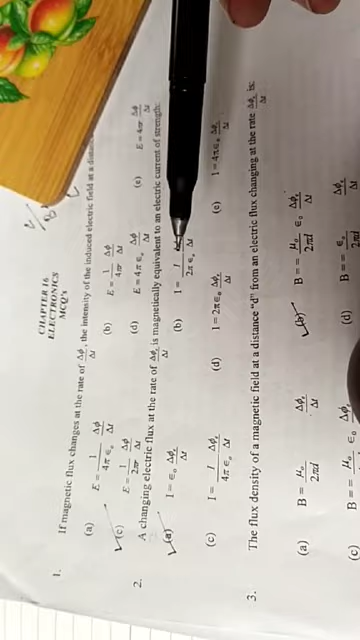 CHAPTER 16
ELECTRONICS
MCQ's
1. If magnetic flux changes at the rate of Δφ/Δt, the intensity of the induced electric field at a distance
(a) E = 1/(4π ε₀) Δφ/Δt (b) E = 1/(4πr) Δφ/Δt
(c) E = 1/(2πr) Δφ/Δt (d) E = 4π ε₀ Δφ/Δt (e) E = 4πr Δφ/Δt
2. A changing electric flux at the rate of Δφₑ/Δt is magnetically equivalent to an electric current of strength:
(a) I = ε₀ Δφₑ/Δt (b) I = 1/(2π ε₀) Δt
(c) I = 1/(4π ε₀) Δφₑ/Δt (d) I = 2π ε₀ Δφₑ/Δt (e) I = 4π ε₀ Δφₑ/Δt
3. The flux density of a magnetic field at a distance "d" from an electric flux changing at the rate Δφₑ/Δt is:
(a) B = μ₀/(2πd) Δφₑ/Δt (b) B = μ₀/(2πd) ε₀ Δφₑ/Δt
(c) B = μ₀ ε₀ Δφₑ (d) B = ε₀/(2πd) Δφₑ/Δt